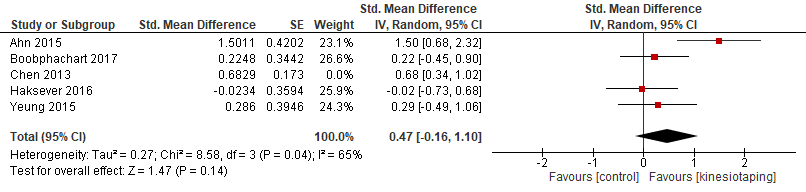 Std. Mean Difference Std. Mean Difference
Study or Subgroup Std. Mean Difference SE Weight IV, Random, 95% CI IV, Random, 95% CI
Ahn 2015 1.5011 0.4202 23.1% 1.50 [0.68, 2.32]
Boobphachart 2017 0.2248 0.3442 26.6% 0.22 [-0.45, 0.90]
Chen 2013 0.6829 0.173 0.0% 0.68 [0.34, 1.02]
Haksever 2016 -0.0234 0.3594 25.9% -0.02 [-0.73, 0.68]
Yeung 2015 0.286 0.3946 24.3% 0.29 [-0.49, 1.06]
Total (95% CI) 100.0% 0.47 [-0.16, 1.10]
Heterogeneity: Tau² = 0.27; Chi² = 8.58, df = 3 (P = 0.04); I² = 65%
Test for overall effect: Z = 1.47 (P = 0.14)
-2 -1 0 1 2
Favours [control] Favours [kinesiotaping]